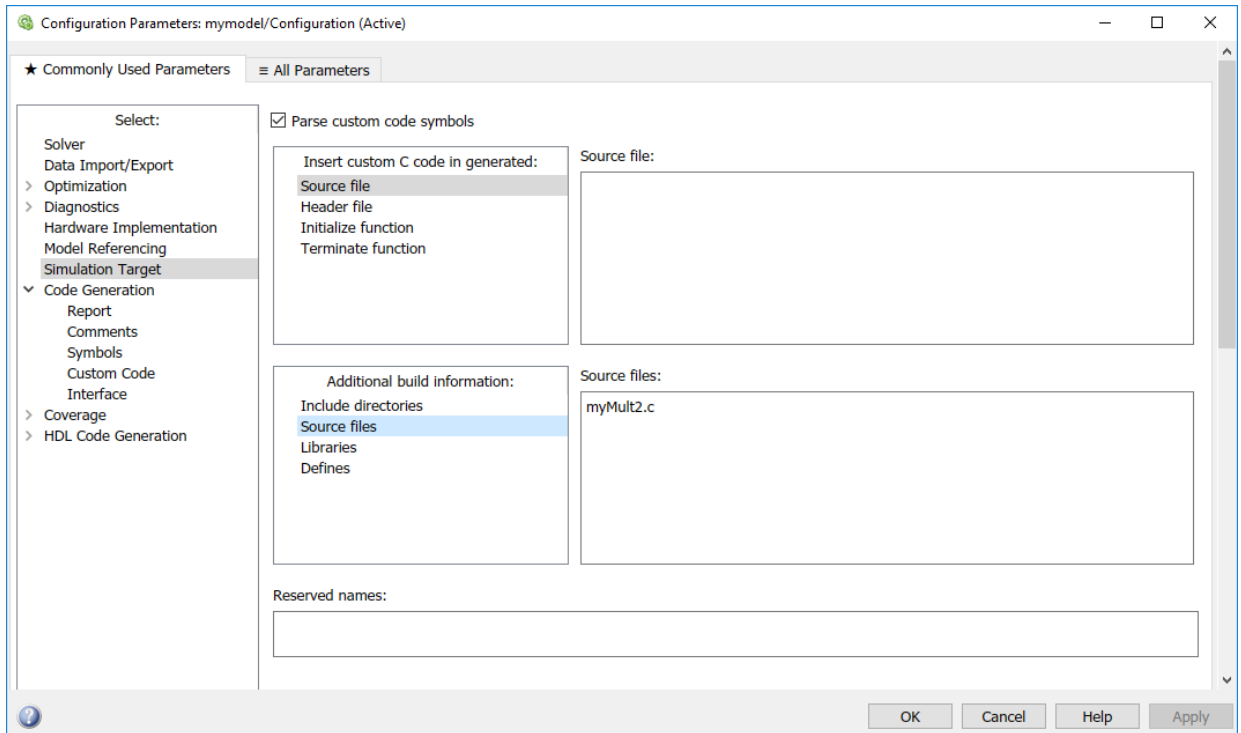 Configuration Parameters: mymodel/Configuration (Active)
★ Commonly Used Parameters
≡ All Parameters
Select:
Solver
Data Import/Export
Optimization
Diagnostics
Hardware Implementation
Model Referencing
Simulation Target
Code Generation
Report
Comments
Symbols
Custom Code
Interface
Coverage
HDL Code Generation
Parse custom code symbols
Insert custom C code in generated:
Source file
Header file
Initialize function
Terminate function
Source file:
Additional build information:
Include directories
Source files
Libraries
Defines
Source files:
myMult2.c
Reserved names:
OK
Cancel
Help
Apply